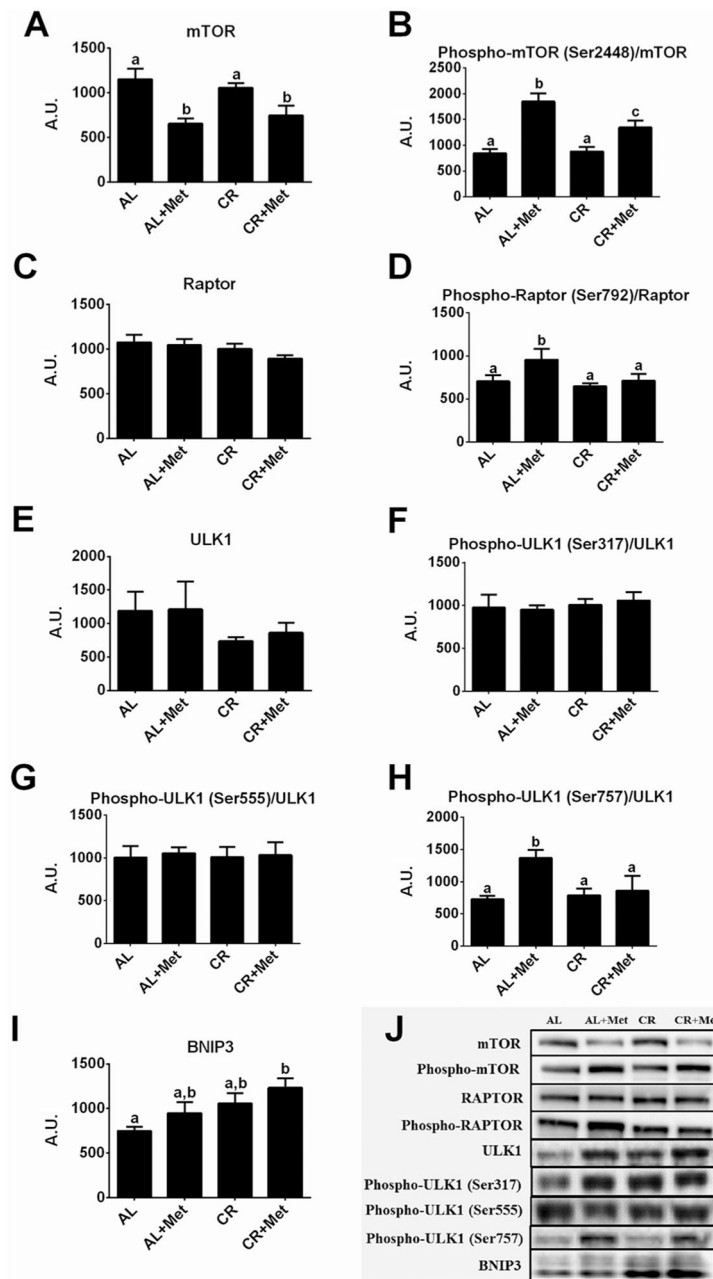 A
mTOR
A.U.
1500
1000
500
0
a
b
a
b
AL
AL+Met
CR
CR+Met
B
Phospho-mTOR (Ser2448)/mTOR
A.U.
2500
2000
1500
1000
500
0
a
b
a
c
AL
AL+Met
CR
CR+Met
C
Raptor
A.U.
1500
1000
500
0
AL
AL+Met
CR
CR+Met
D
Phospho-Raptor (Ser792)/Raptor
A.U.
1500
1000
500
0
a
b
a
a
AL
AL+Met
CR
CR+Met
E
ULK1
A.U.
2000
1500
1000
500
0
AL
AL+Met
CR
CR+Met
F
Phospho-ULK1 (Ser317)/ULK1
A.U.
1500
1000
500
0
AL
AL+Met
CR
CR+Met
G
Phospho-ULK1 (Ser555)/ULK1
A.U.
1500
1000
500
0
AL
AL+Met
CR
CR+Met
H
Phospho-ULK1 (Ser757)/ULK1
A.U.
2000
1500
1000
500
0
a
b
a
a
AL
AL+Met
CR
CR+Met
I
BNIP3
A.U.
1500
1000
500
0
a
a,b
a,b
b
AL
AL+Met
CR
CR+Met
J
AL AL+Met CR CR+Me
mTOR
Phospho-mTOR
RAPTOR
Phospho-RAPTOR
ULK1
Phospho-ULK1 (Ser317)
Phospho-ULK1 (Ser555)
Phospho-ULK1 (Ser757)
BNIP3